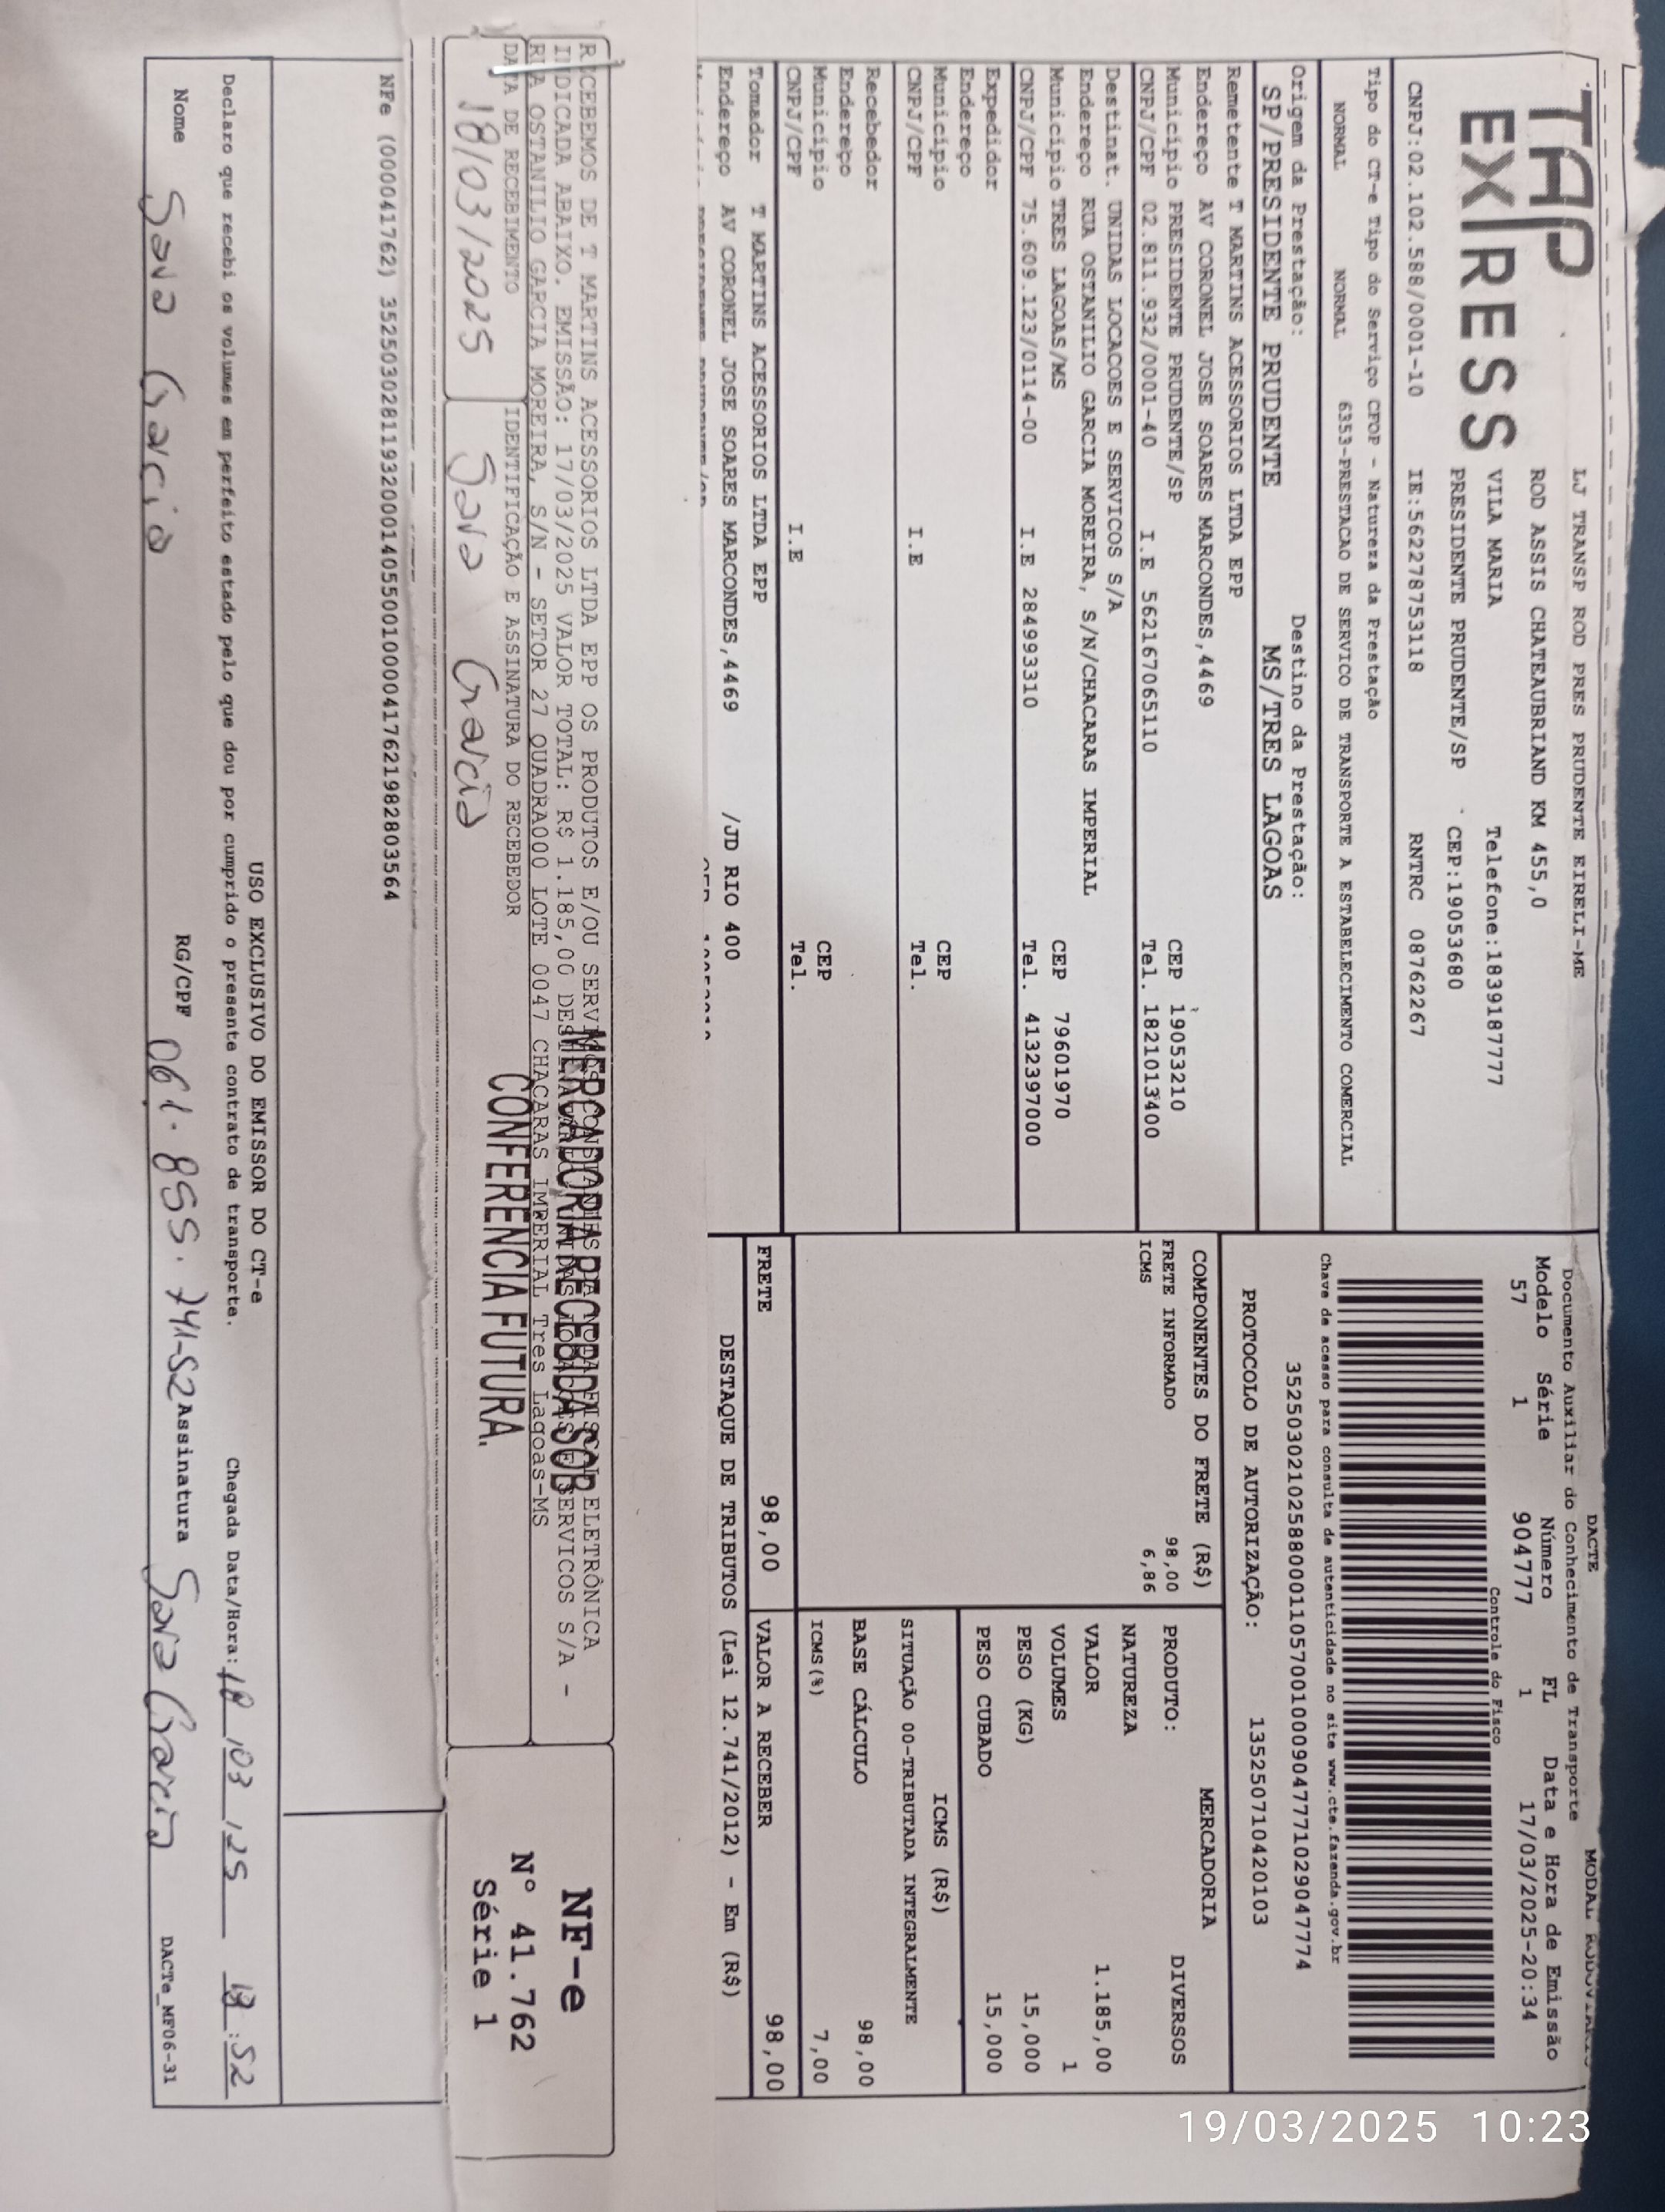 TAP
EXPRESS
LJ TRANSP ROD PRES PRUDENTE EIRELI-ME
ROD ASSIS CHATEAUBRIAND KM 455,0
VILA MARIA Telefone:1839187777
PRESIDENTE PRUDENTE/SP CEP:19053680
CNPJ:02.102.588/0001-10 IE:562278753118 RNTRC 08762267
Tipo do CT-e Tipo do Serviço CFOP - Natureza da Prestação
NORMAL NORMAL 6353-PRESTACAO DE SERVICO DE TRANSPORTE A ESTABELECIMENTO COMERCIAL
Origem da Prestação: Destino da Prestação:
SP/PRESIDENTE PRUDENTE MS/TRES LAGOAS
DACTE
MODAL
Documento Auxiliar do Conhecimento de Transporte
Modelo Série Número FL Data e Hora de Emissão
57 1 904777 1 17/03/2025-20:34
Controle do Fisco
Chave de acesso para consulta de autenticidade no site www.cte.fazenda.gov.br
35250302102588000110570010009047771029047774
PROTOCOLO DE AUTORIZAÇÃO: 135250710420103
Remetente T MARTINS ACESSORIOS LTDA EPP
Endereço AV CORONEL JOSE SOARES MARCONDES,4469
Município PRESIDENTE PRUDENTE/SP CEP 19053210
CNPJ/CPF 02.811.932/0001-40 I.E 562167065110 Tel. 1821013400
Destinat. UNIDAS LOCACOES E SERVICOS S/A
Endereço RUA OSTANILIO GARCIA MOREIRA, S/N/CHACARAS IMPERIAL
Município TRES LAGOAS/MS CEP 79601970
CNPJ/CPF 75.609.123/0114-00 I.E 284993310 Tel. 4132397000
Expedidor
Endereço
Município CEP
CNPJ/CPF I.E Tel.
Recebedor
Endereço
Município CEP
CNPJ/CPF I.E Tel.
Tomador T MARTINS ACESSORIOS LTDA EPP
Endereço AV CORONEL JOSE SOARES MARCONDES,4469 /JD RIO 400
COMPONENTES DO FRETE (R$)
FRETE INFORMADO 98,00
ICMS 6,86
MERCADORIA
PRODUTO: DIVERSOS
NATUREZA
VALOR 1.185,00
VOLUMES 1
PESO (KG) 15,000
PESO CUBADO 15,000
ICMS (R$)
SITUAÇÃO 00-TRIBUTADA INTEGRALMENTE
BASE CÁLCULO 98,00
ICMS(%) 7,00
FRETE 98,00 VALOR A RECEBER 98,00
DESTAQUE DE TRIBUTOS (Lei 12.741/2012) - Em (R$)
RECEBEMOS DE T MARTINS ACESSORIOS LTDA EPP OS PRODUTOS E/OU SERVIÇOS CONSTANTES DA NOTA FISCAL ELETRÔNICA
INDICADA ABAIXO. EMISSÃO: 17/03/2025 VALOR TOTAL: R$ 1.185,00 DESTINATÁRIO: UNIDAS LOCACOES E SERVICOS S/A -
RUA OSTANILIO GARCIA MOREIRA, S/N - SETOR 27 QUADRA000 LOTE 0047 CHACARAS IMPERIAL Tres Lagoas-MS
MERCADORIA RECEBIDA SOB
CONFERENCIA FUTURA.
DATA DE RECEBIMENTO IDENTIFICAÇÃO E ASSINATURA DO RECEBEDOR
18/03/2025 Sara Garcia
NF-e
Nº 41.762
Série 1
NFe (000041762) 35250302811932000140550010000417621982803564
USO EXCLUSIVO DO EMISSOR DO CT-e
Declaro que recebi os volumes em perfeito estado pelo que dou por cumprido o presente contrato de transporte. Chegada Data/Hora: 18/03/25 18:52
Nome Sara Garcia RG/CPF 061.855.741-52 Assinatura Sara Garcia DACTe_MF06-31
19/03/2025 10:23